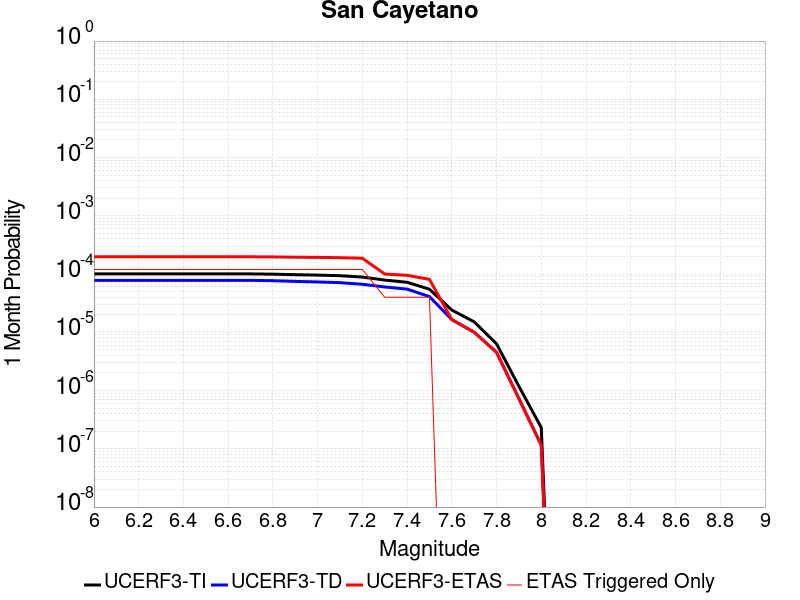 San Cayetano
10^0
10^-1
10^-2
10^-3
10^-4
10^-5
10^-6
10^-7
10^-8
1 Month Probability
6 6.2 6.4 6.6 6.8 7 7.2 7.4 7.6 7.8 8 8.2 8.4 8.6 8.8 9
Magnitude
UCERF3-TI UCERF3-TD UCERF3-ETAS ETAS Triggered Only